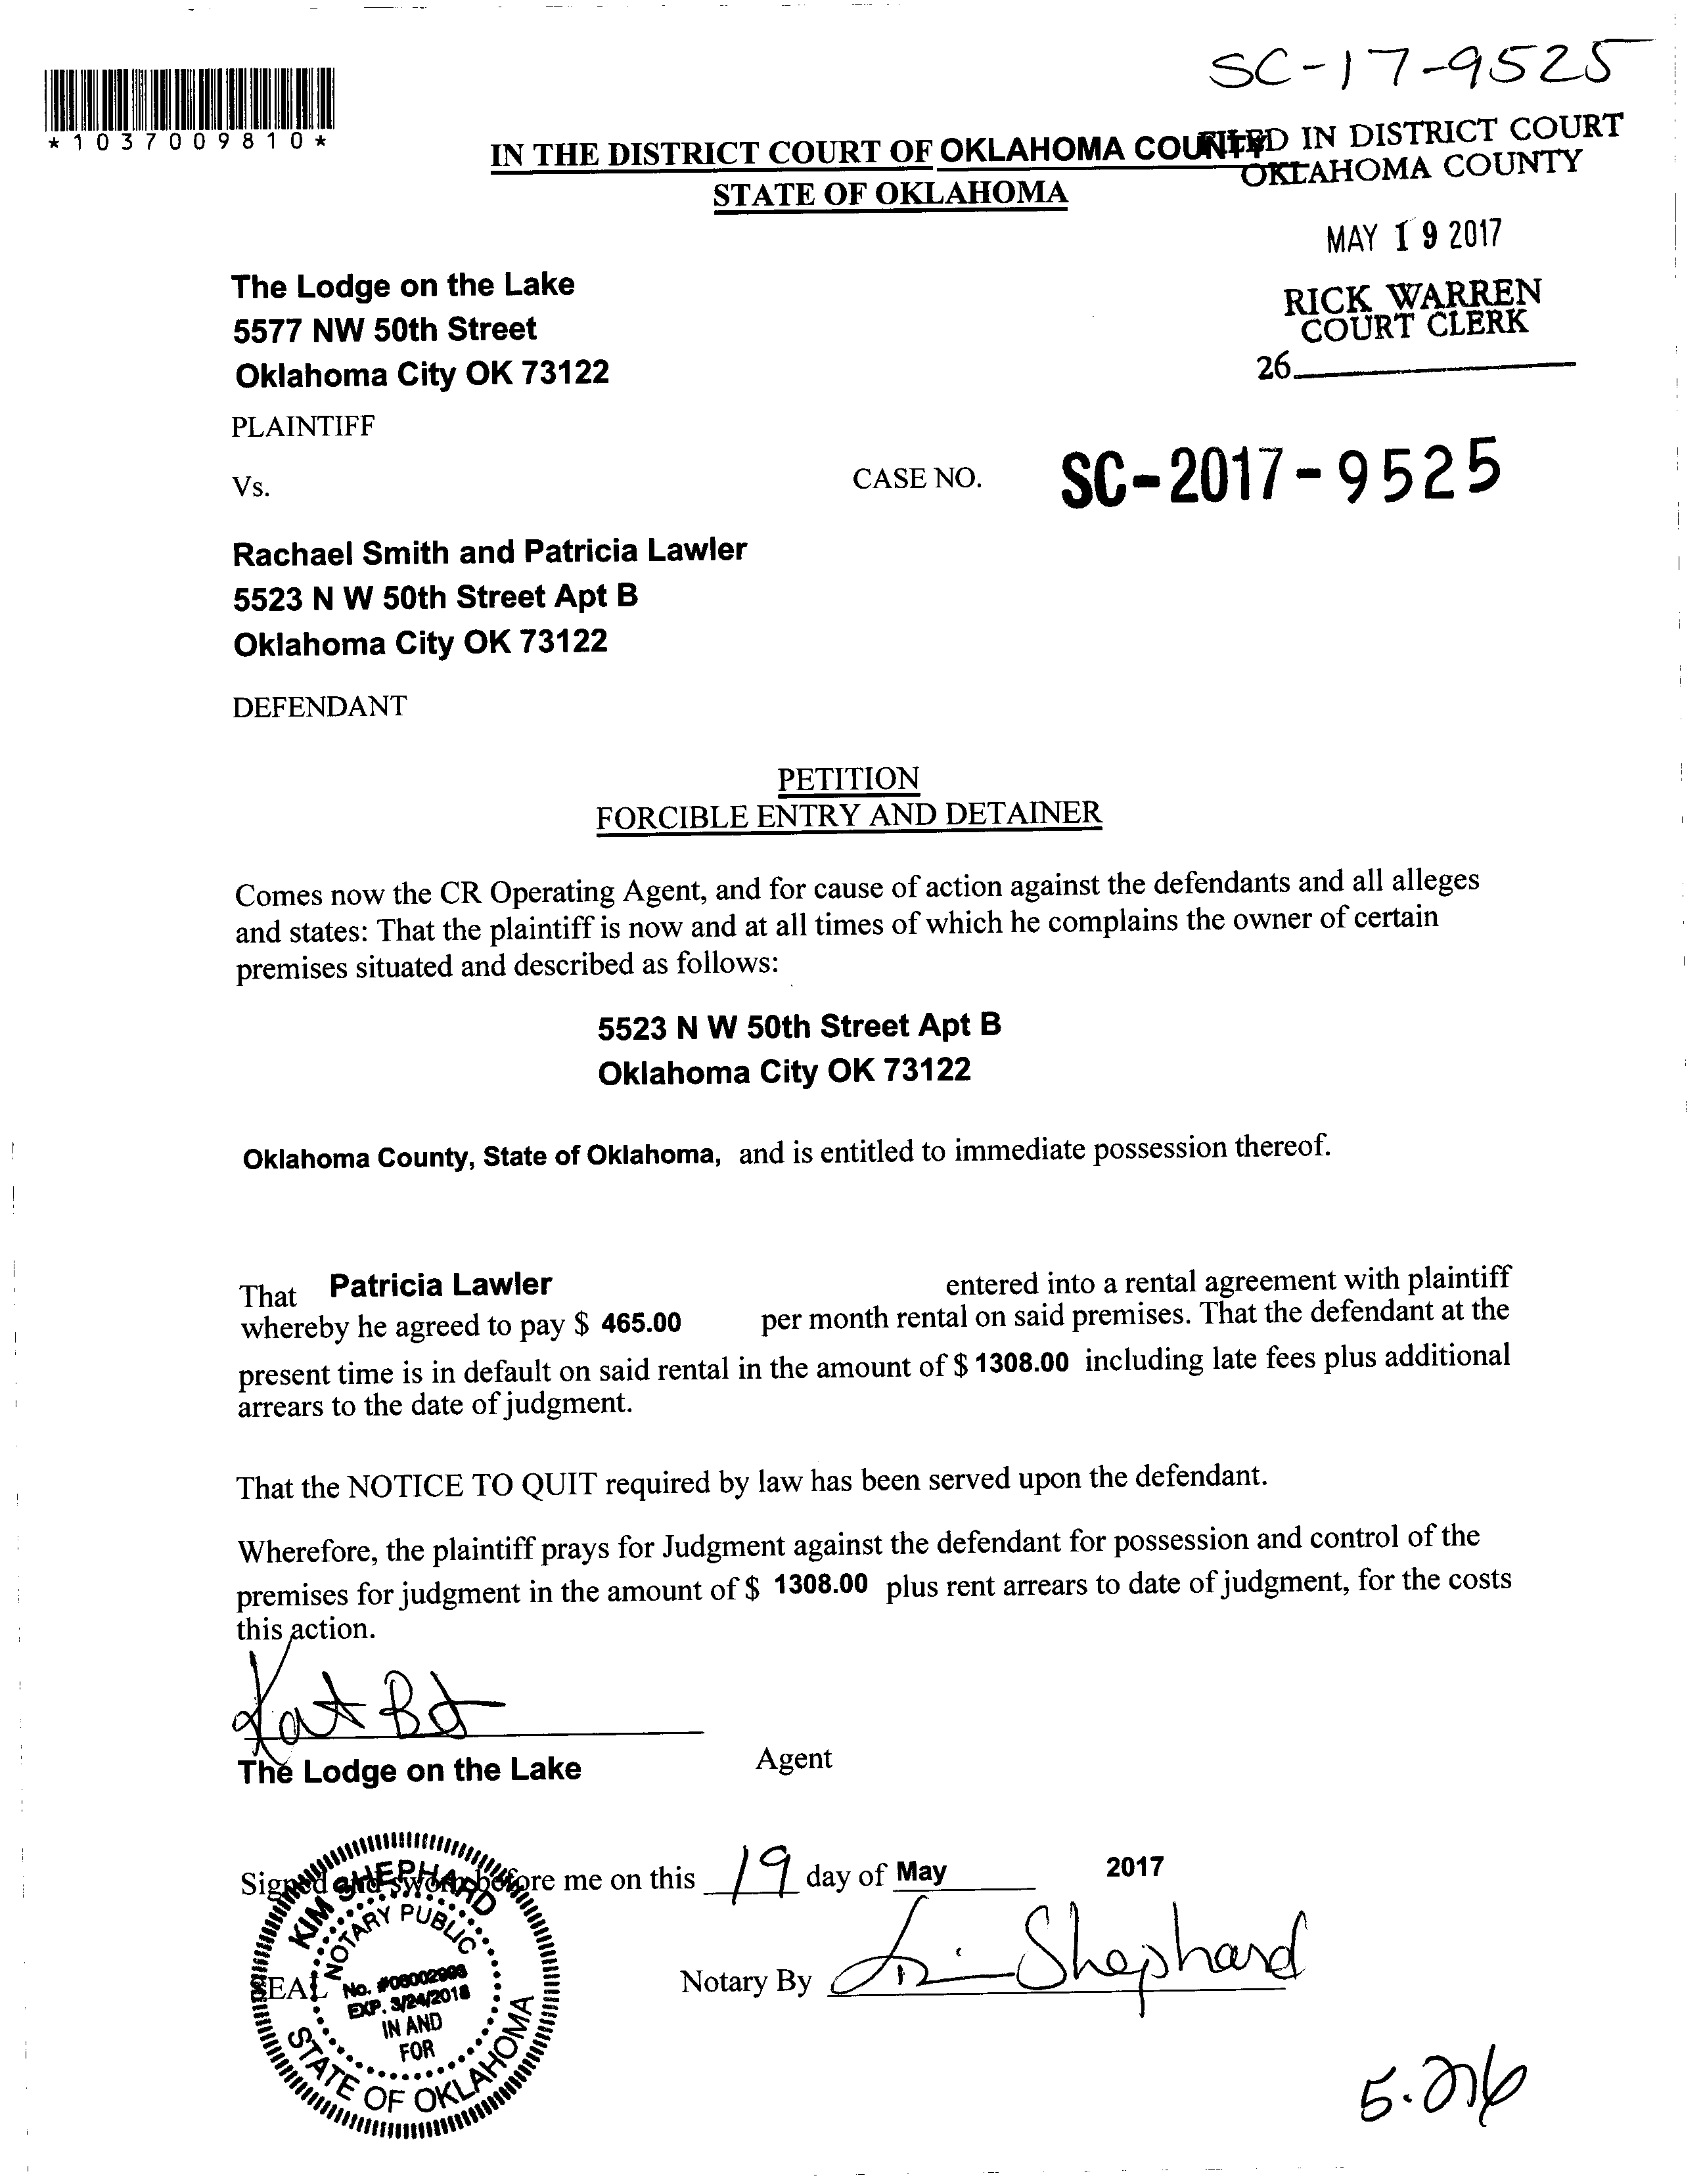 SC-17-9525
*1037009810*
IN THE DISTRICT COURT OF OKLAHOMA COUNTY
STATE OF OKLAHOMA
FILED IN DISTRICT COURT
OKLAHOMA COUNTY
MAY 19 2017
RICK WARREN
COURT CLERK
26
The Lodge on the Lake
5577 NW 50th Street
Oklahoma City OK 73122
PLAINTIFF
Vs.
CASE NO. SC-2017-9525
Rachael Smith and Patricia Lawler
5523 N W 50th Street Apt B
Oklahoma City OK 73122
DEFENDANT
PETITION
FORCIBLE ENTRY AND DETAINER
Comes now the CR Operating Agent, and for cause of action against the defendants and all alleges
and states: That the plaintiff is now and at all times of which he complains the owner of certain
premises situated and described as follows:
5523 N W 50th Street Apt B
Oklahoma City OK 73122
Oklahoma County, State of Oklahoma, and is entitled to immediate possession thereof.
That Patricia Lawler entered into a rental agreement with plaintiff
whereby he agreed to pay $ 465.00 per month rental on said premises. That the defendant at the
present time is in default on said rental in the amount of $ 1308.00 including late fees plus additional
arrears to the date of judgment.
That the NOTICE TO QUIT required by law has been served upon the defendant.
Wherefore, the plaintiff prays for Judgment against the defendant for possession and control of the
premises for judgment in the amount of $ 1308.00 plus rent arrears to date of judgment, for the costs
this action.
The Lodge on the Lake Agent
Signed and sworn before me on this 19 day of May 2017
SEAL
KIM SHEPHARD
NOTARY PUBLIC
EXP. 3/24/2018
IN AND
FOR
STATE OF OKLAHOMA
Notary By Shephard